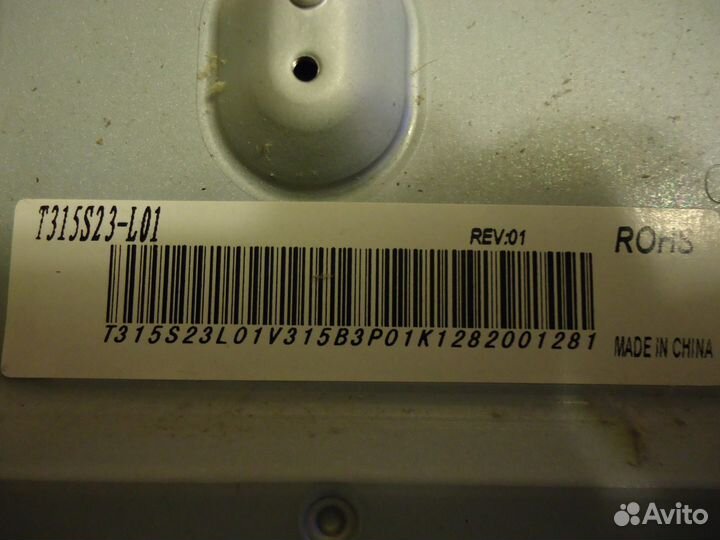 T315S23-L01
REV:01
ROHS
T315S23L01V315B3P01K1282001281
MADE IN CHINA
Avito